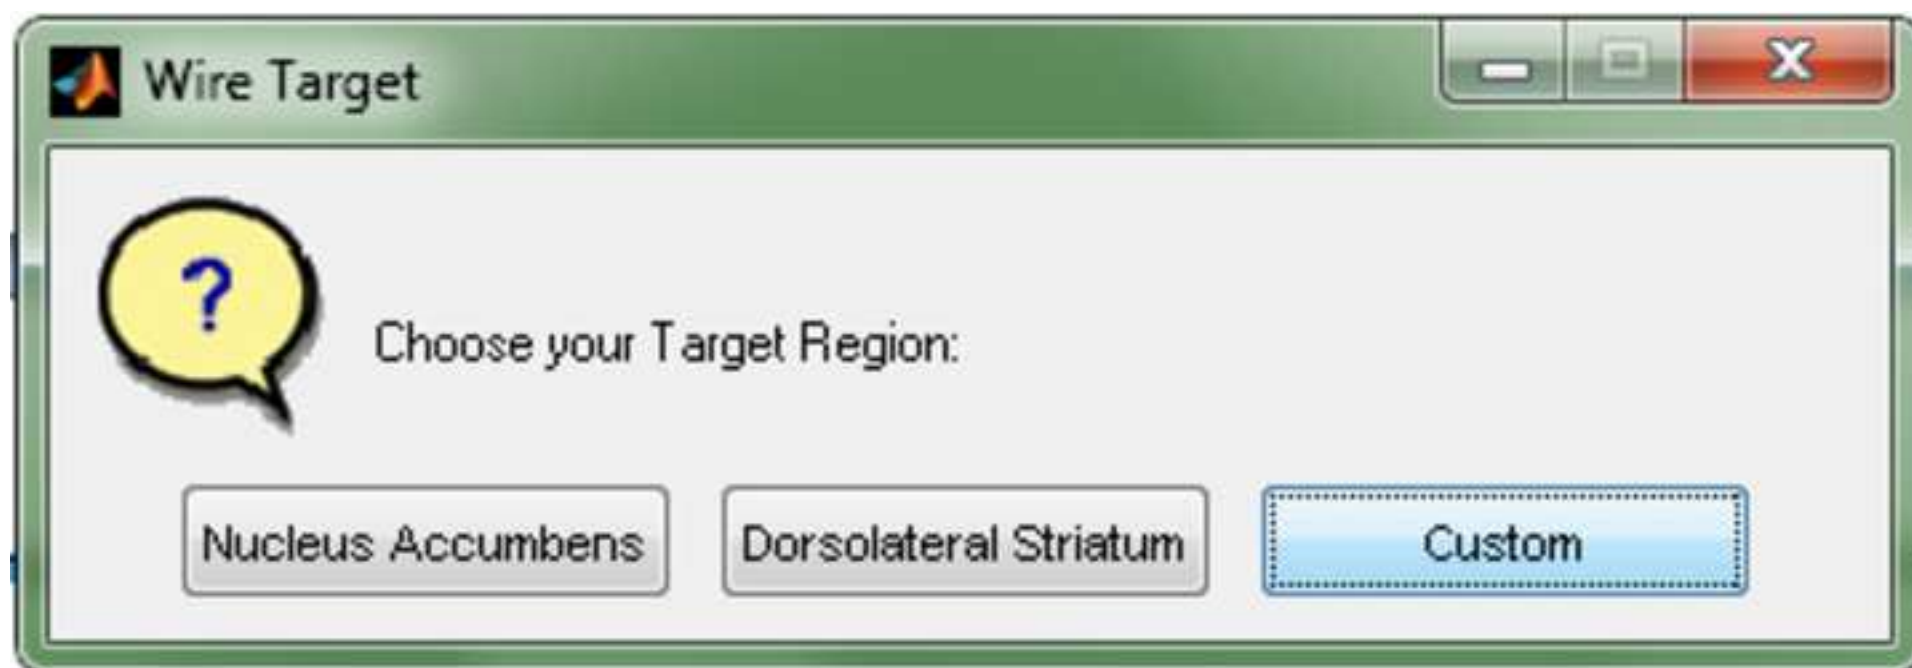 Wire Target
?
Choose your Target Region:
Nucleus Accumbens Dorsolateral Striatum Custom